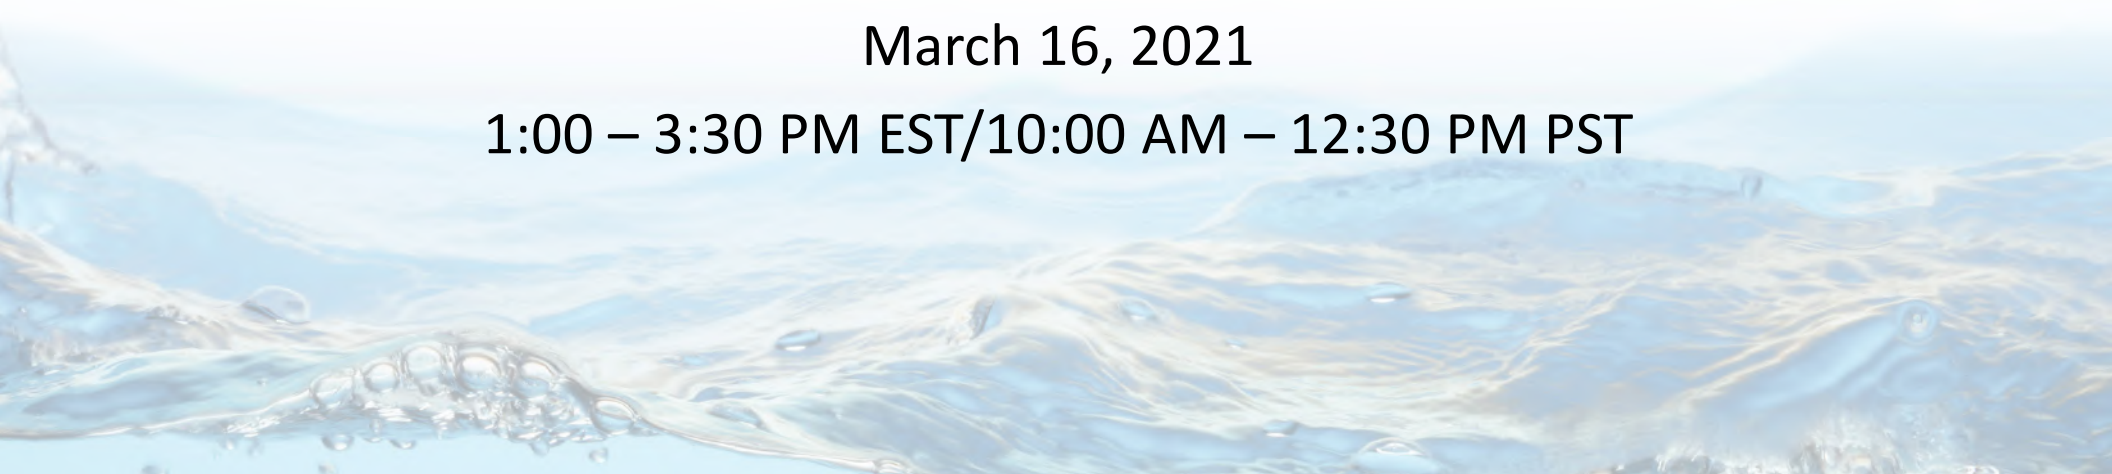 March 16, 2021
1:00 – 3:30 PM EST/10:00 AM – 12:30 PM PST